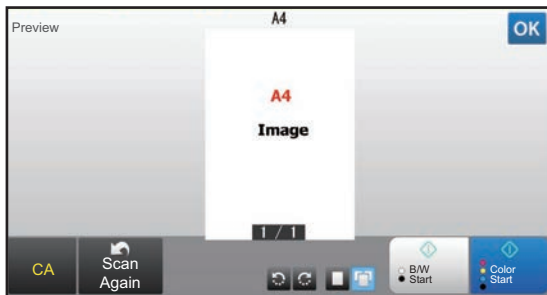 A4
Preview
OK
A4
Image
1 / 1
CA
Scan
Again
B/W
Start
Color
Start